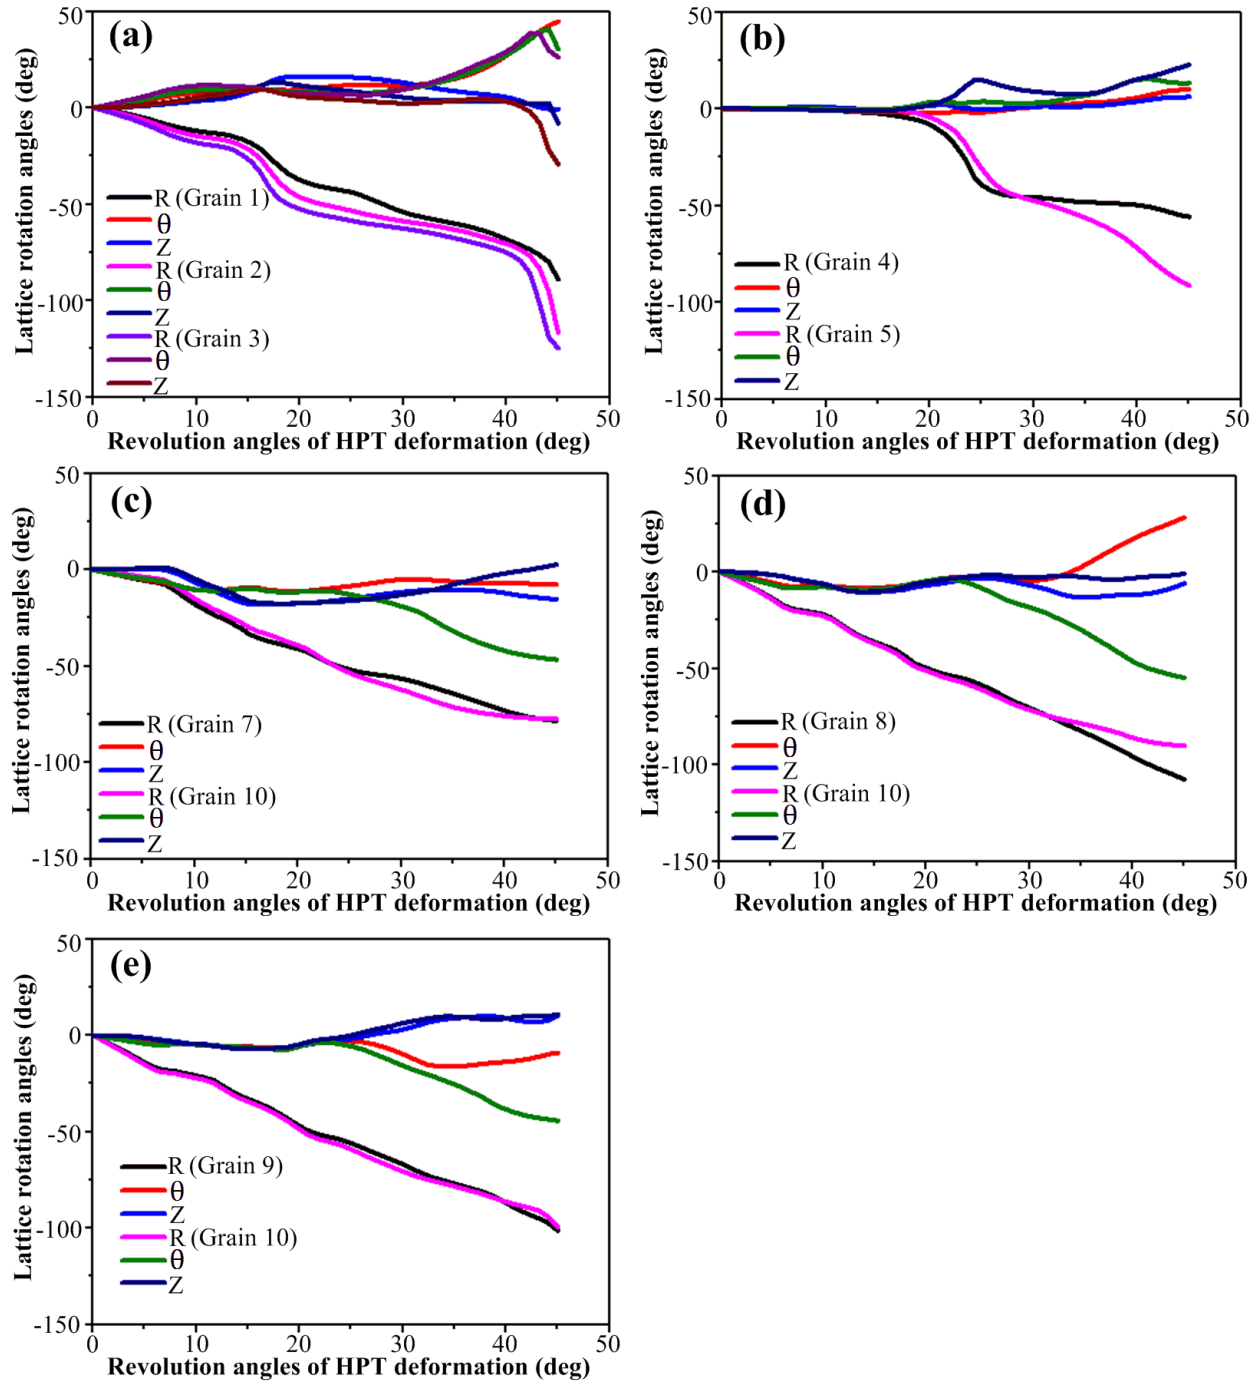 (a)
Lattice rotation angles (deg)
50
0
-50
-100
-150
R (Grain 1)
θ
Z
R (Grain 2)
θ
Z
R (Grain 3)
θ
Z
0 10 20 30 40 50
Revolution angles of HPT deformation (deg)
(b)
Lattice rotation angles (deg)
50
0
-50
-100
-150
R (Grain 4)
θ
Z
R (Grain 5)
θ
Z
0 10 20 30 40 50
Revolution angles of HPT deformation (deg)
(c)
Lattice rotation angles (deg)
50
0
-50
-100
-150
R (Grain 7)
θ
Z
R (Grain 10)
θ
Z
0 10 20 30 40 50
Revolution angles of HPT deformation (deg)
(d)
Lattice rotation angles (deg)
50
0
-50
-100
-150
R (Grain 8)
θ
Z
R (Grain 10)
θ
Z
0 10 20 30 40 50
Revolution angles of HPT deformation (deg)
(e)
Lattice rotation angles (deg)
50
0
-50
-100
-150
R (Grain 9)
θ
Z
R (Grain 10)
θ
Z
0 10 20 30 40 50
Revolution angles of HPT deformation (deg)